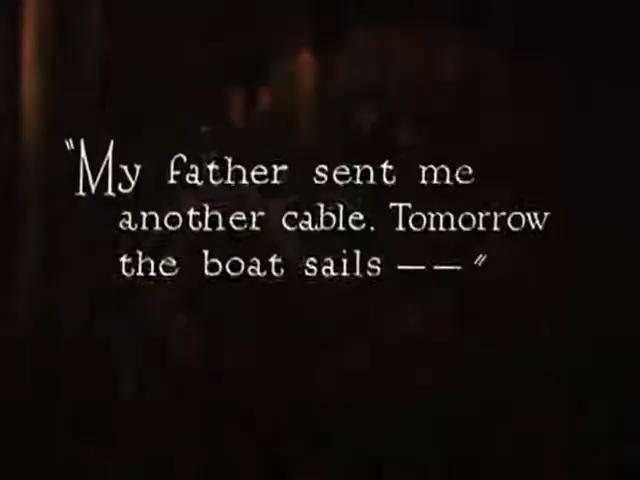 "My father sent me
another cable. Tomorrow
the boat sails — — "